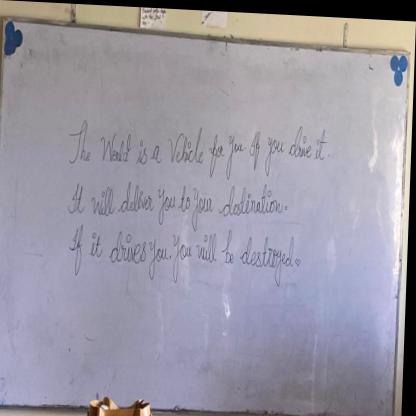 The World is a Vehicle for you. If you drive it.
It will deliver You to Your destination.
If it drives You, You will be destroyed.